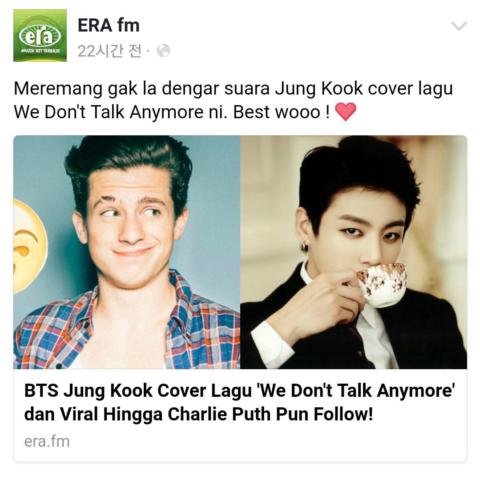 era
MUZIK HIT TERBAIK
ERA fm
22시간 전 ·
Meremang gak la dengar suara Jung Kook cover lagu
We Don't Talk Anymore ni. Best wooo !
BTS Jung Kook Cover Lagu 'We Don't Talk Anymore'
dan Viral Hingga Charlie Puth Pun Follow!
era.fm